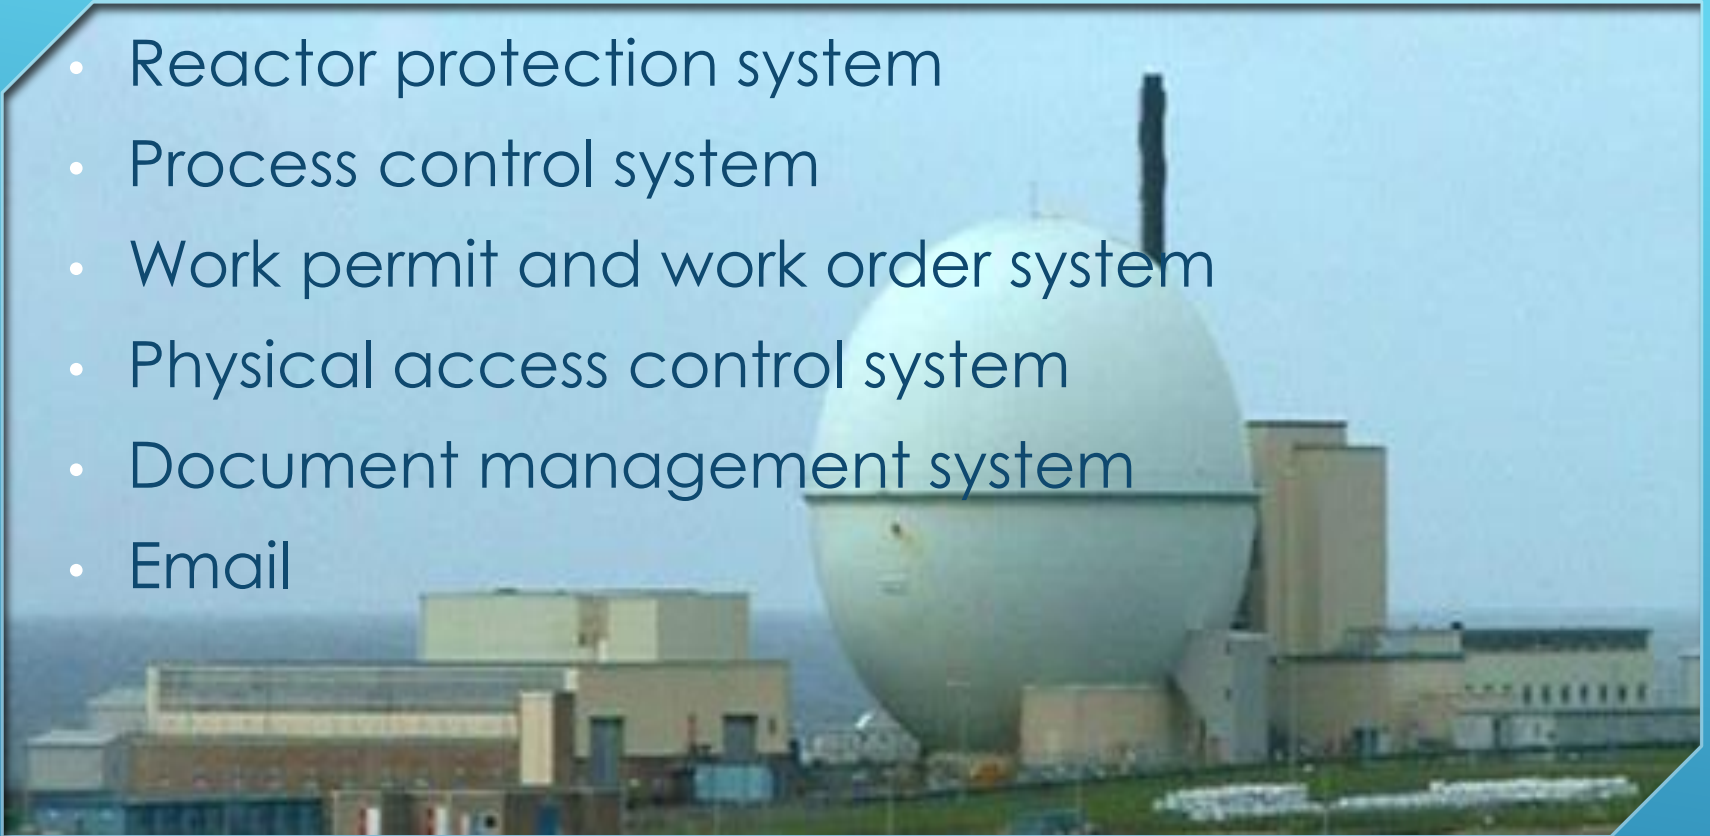 • Reactor protection system
• Process control system
• Work permit and work order system
• Physical access control system
• Document management system
• Email